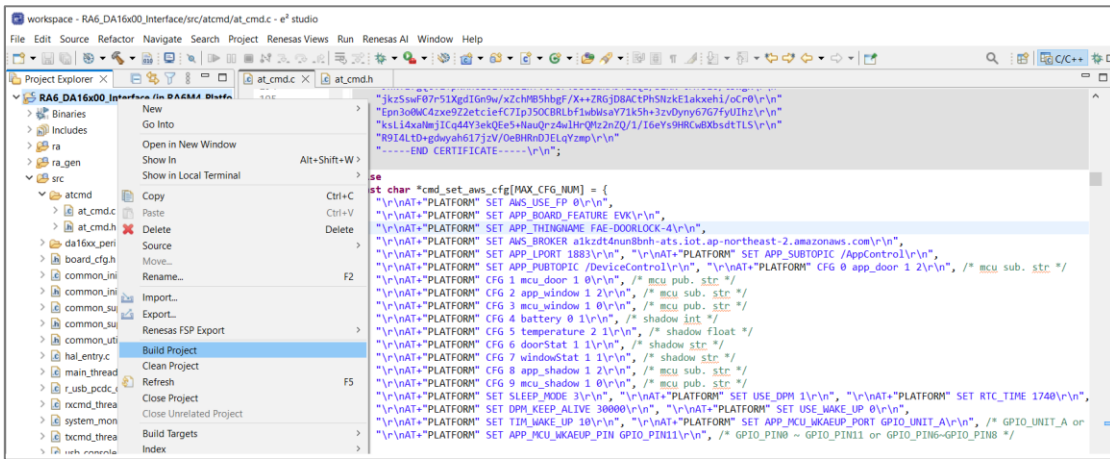 workspace - RA6_DA16x00_Interface/src/atcmd/at_cmd.c - e² studio
File Edit Source Refactor Navigate Search Project Renesas Views Run Renesas AI Window Help
C/C++
Project Explorer
at_cmd.c
at_cmd.h
RA6_DA16x00_Interface (in RA6M4_Platfo
Binaries
Includes
ra
ra_gen
src
atcmd
at_cmd.c
at_cmd.h
da16xx_peri
board_cfg.h
common_ini
common_ini
common_su
common_su
common_uti
hal_entry.c
main_thread
r_usb_pcdc_c
rxcmd_threa
system_mon
txcmd_threa
usb_console
New >
Go Into
Open in New Window
Show In Alt+Shift+W >
Show in Local Terminal >
Copy Ctrl+C
Paste Ctrl+V
Delete Delete
Source >
Move...
Rename... F2
Import...
Export...
Renesas FSP Export >
Build Project
Clean Project
Refresh F5
Close Project
Close Unrelated Project
Build Targets >
Index >
"jkzSswF07r51XgdIGn9w/xZchMB5hbgF/X++ZRGjD8ACtPhSNzkE1akxehi/oCr0\r\n"
"Epn3o0WC4zxe9Z2etciefC7IpJ5OCBRLbf1wbWsaY71k5h+3zvDyny67G7fyUIhz\r\n"
"ksLi4xaNmjICq44Y3ekQEe5+NauQrz4wlHrQMz2nZQ/1/I6eYs9HRCwBXbsdtTLS\r\n"
"R9I4LtD+gdwyah617jzV/OeBHRnDJELqYzmp\r\n"
"-----END CERTIFICATE-----\r\n";
se
st char *cmd_set_aws_cfg[MAX_CFG_NUM] = {
"\r\nAT+"PLATFORM" SET AWS_USE_FP 0\r\n",
"\r\nAT+"PLATFORM" SET APP_BOARD_FEATURE EVK\r\n",
"\r\nAT+"PLATFORM" SET APP_THINGNAME FAE-DOORLOCK-4\r\n",
"\r\nAT+"PLATFORM" SET AWS_BROKER a1kzdt4nun8bnh-ats.iot.ap-northeast-2.amazonaws.com\r\n",
"\r\nAT+"PLATFORM" SET APP_LPORT 1883\r\n", "\r\nAT+"PLATFORM" SET APP_SUBTOPIC /AppControl\r\n",
"\r\nAT+"PLATFORM" SET APP_PUBTOPIC /DeviceControl\r\n", "\r\nAT+"PLATFORM" CFG 0 app_door 1 2\r\n", /* mcu sub. str */
"\r\nAT+"PLATFORM" CFG 1 mcu_door 1 0\r\n", /* mcu pub. str */
"\r\nAT+"PLATFORM" CFG 2 app_window 1 2\r\n", /* mcu sub. str */
"\r\nAT+"PLATFORM" CFG 3 mcu_window 1 0\r\n", /* mcu pub. str */
"\r\nAT+"PLATFORM" CFG 4 battery 0 1\r\n", /* shadow int */
"\r\nAT+"PLATFORM" CFG 5 temperature 2 1\r\n", /* shadow float */
"\r\nAT+"PLATFORM" CFG 6 doorStat 1 1\r\n", /* shadow str */
"\r\nAT+"PLATFORM" CFG 7 windowStat 1 1\r\n", /* shadow str */
"\r\nAT+"PLATFORM" CFG 8 app_shadow 1 2\r\n", /* mcu sub. str */
"\r\nAT+"PLATFORM" CFG 9 mcu_shadow 1 0\r\n", /* mcu pub. str */
"\r\nAT+"PLATFORM" SET SLEEP_MODE 3\r\n", "\r\nAT+"PLATFORM" SET USE_DPM 1\r\n", "\r\nAT+"PLATFORM" SET RTC_TIME 1740\r\n",
"\r\nAT+"PLATFORM" SET DPM_KEEP_ALIVE 30000\r\n", "\r\nAT+"PLATFORM" SET USE_WAKE_UP 0\r\n",
"\r\nAT+"PLATFORM" SET TIM_WAKE_UP 10\r\n", "\r\nAT+"PLATFORM" SET APP_MCU_WKAEUP_PORT GPIO_UNIT_A\r\n", /* GPIO_UNIT_A or
"\r\nAT+"PLATFORM" SET APP_MCU_WKAEUP_PIN GPIO_PIN11\r\n", /* GPIO_PIN0 ~ GPIO_PIN11 or GPIO_PIN6~GPIO_PIN8 */